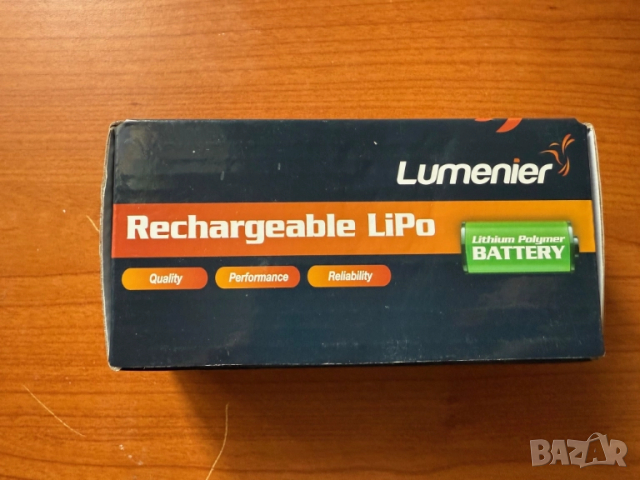 Lumenier
Rechargeable LiPo
Lithium Polymer
BATTERY
Quality
Performance
Reliability
BAZAR